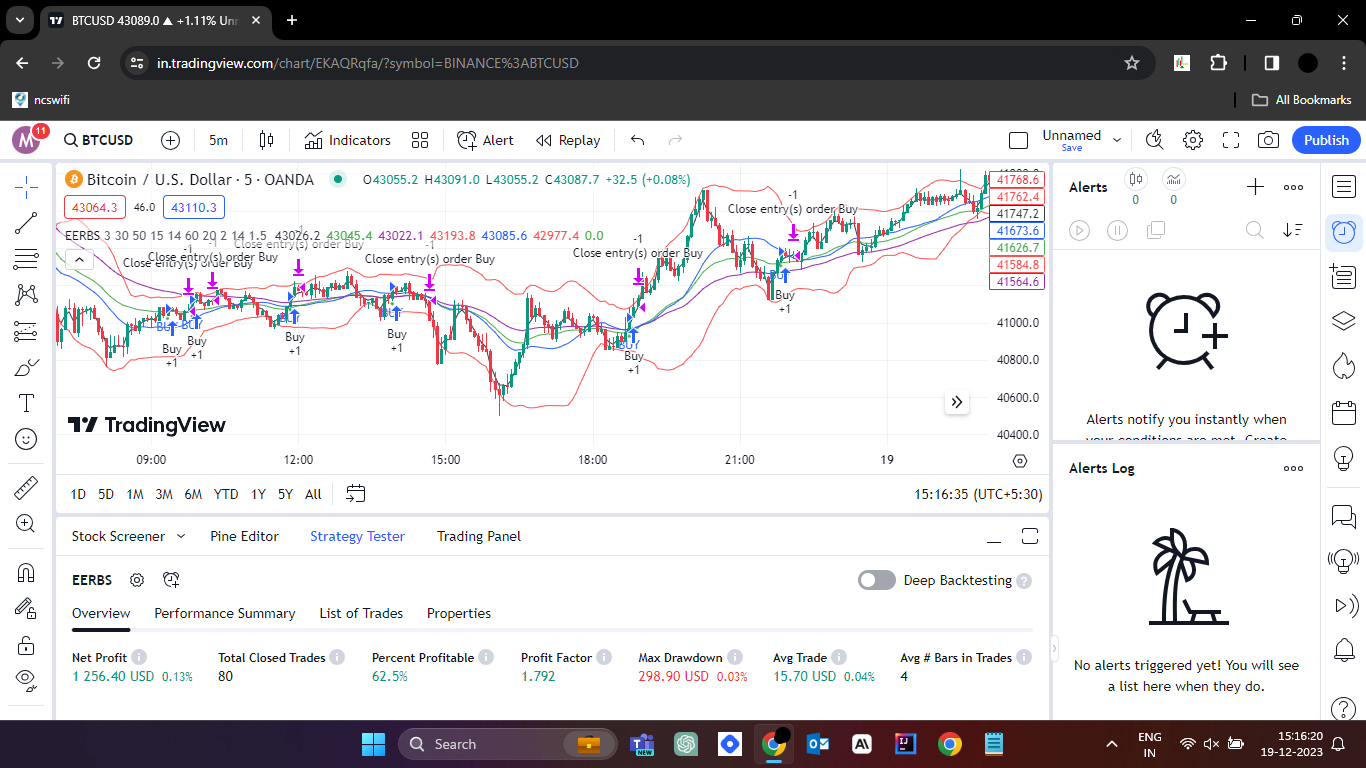 BTCUSD 43089.0 ▲ +1.11% Unn
in.tradingview.com/chart/EKAQRqfa/?symbol=BINANCE%3ABTCUSD
ncswifi
All Bookmarks
M 11
BTCUSD 5m Indicators Alert Replay
Unnamed
Save
Publish
Bitcoin / U.S. Dollar · 5 · OANDA O43055.2 H43091.0 L43055.2 C43087.7 +32.5 (+0.08%)
43064.3 46.0 43110.3
EERBS 3 30 50 15 14 60 20 2 14 1.5 43076.2 43045.4 43022.1 43193.8 43085.6 42977.4 0.0
-1
Close entry(s) order Buy
-1
Close entry(s) order Buy
-1
Close entry(s) order Buy
-1
Close entry(s) order Buy
-1
Close entry(s) order Buy
-1
Close entry(s) order Buy
BUY
Buy
+1
BUY
Buy
+1
Buy
+1
Buy
+1
BUY
Buy
+1
Buy
+1
41768.6
41762.4
41747.2
41673.6
41626.7
41584.8
41564.6
41000.0
40800.0
40600.0
40400.0
TradingView
09:00 12:00 15:00 18:00 21:00 19
1D 5D 1M 3M 6M YTD 1Y 5Y All
15:16:35 (UTC+5:30)
Stock Screener Pine Editor Strategy Tester Trading Panel
EERBS
Deep Backtesting
Overview Performance Summary List of Trades Properties
Net Profit Total Closed Trades Percent Profitable Profit Factor Max Drawdown Avg Trade Avg # Bars in Trades
1 256.40 USD 0.13% 80 62.5% 1.792 298.90 USD 0.03% 15.70 USD 0.04% 4
Alerts
0 0
Alerts notify you instantly when
your conditions are met. Create
Alerts Log
No alerts triggered yet! You will see
a list here when they do.
Search
NEW
ENG
IN
15:16:20
19-12-2023